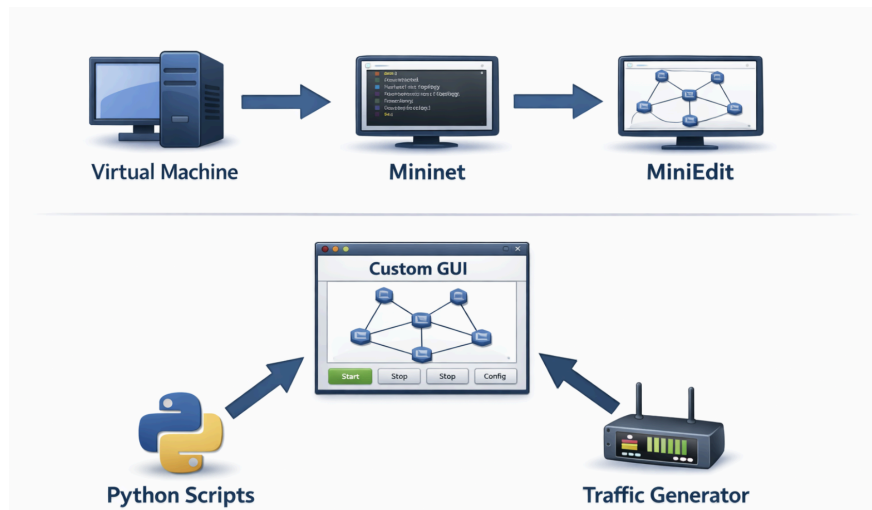 Virtual Machine
Mininet
MiniEdit
Custom GUI
Start
Stop
Stop
Config
Python Scripts
Traffic Generator